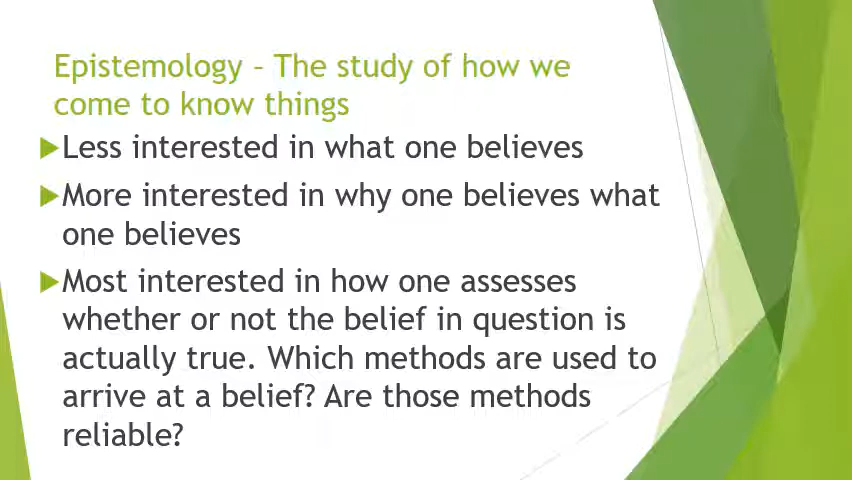 Epistemology – The study of how we
come to know things
Less interested in what one believes
More interested in why one believes what
one believes
Most interested in how one assesses
whether or not the belief in question is
actually true. Which methods are used to
arrive at a belief? Are those methods
reliable?